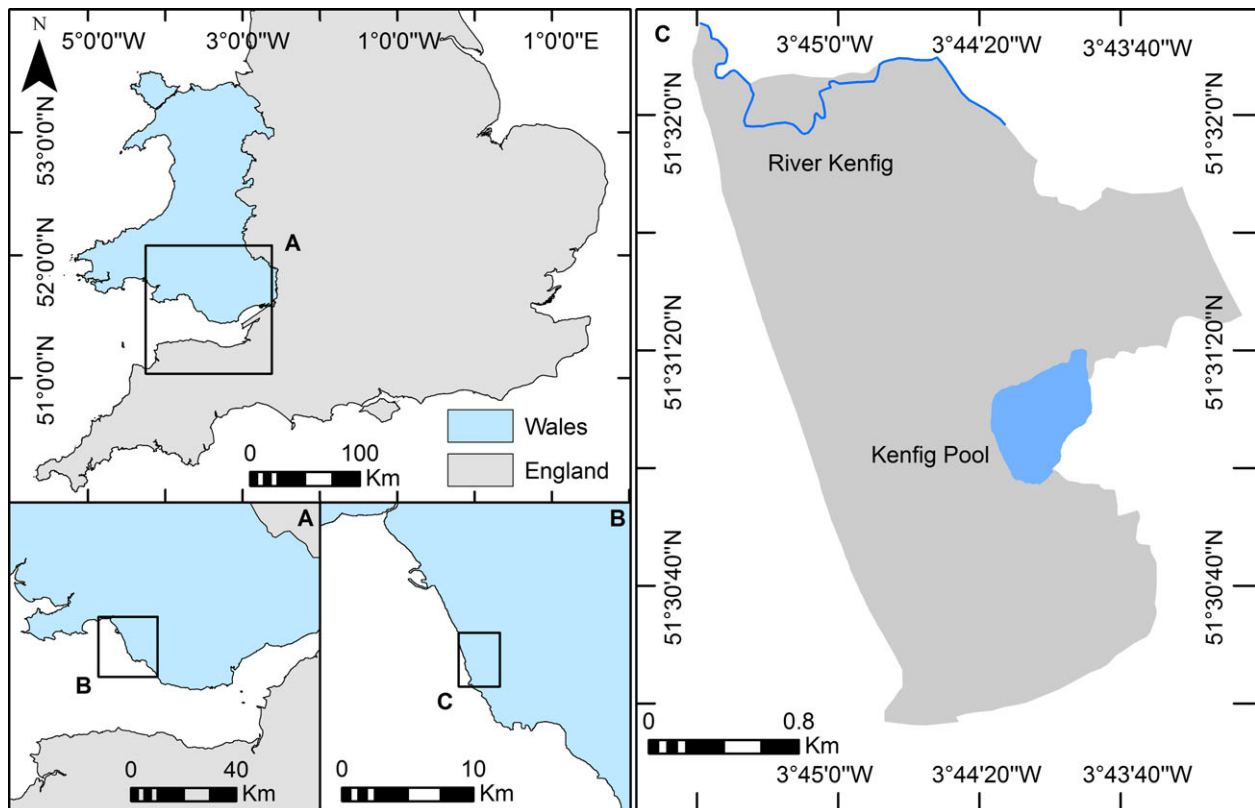 N
5°0'0"W 3°0'0"W 1°0'0"W 1°0'0"E
53°0'0"N
52°0'0"N
51°0'0"N
A
0 100
Km
Wales
England
A
B
0 40
Km
B
C
0 10
Km
C
3°45'0"W 3°44'20"W 3°43'40"W
51°32'0"N 51°32'0"N
River Kenfig
51°31'20"N 51°31'20"N
Kenfig Pool
51°30'40"N 51°30'40"N
0 0.8
Km
3°45'0"W 3°44'20"W 3°43'40"W